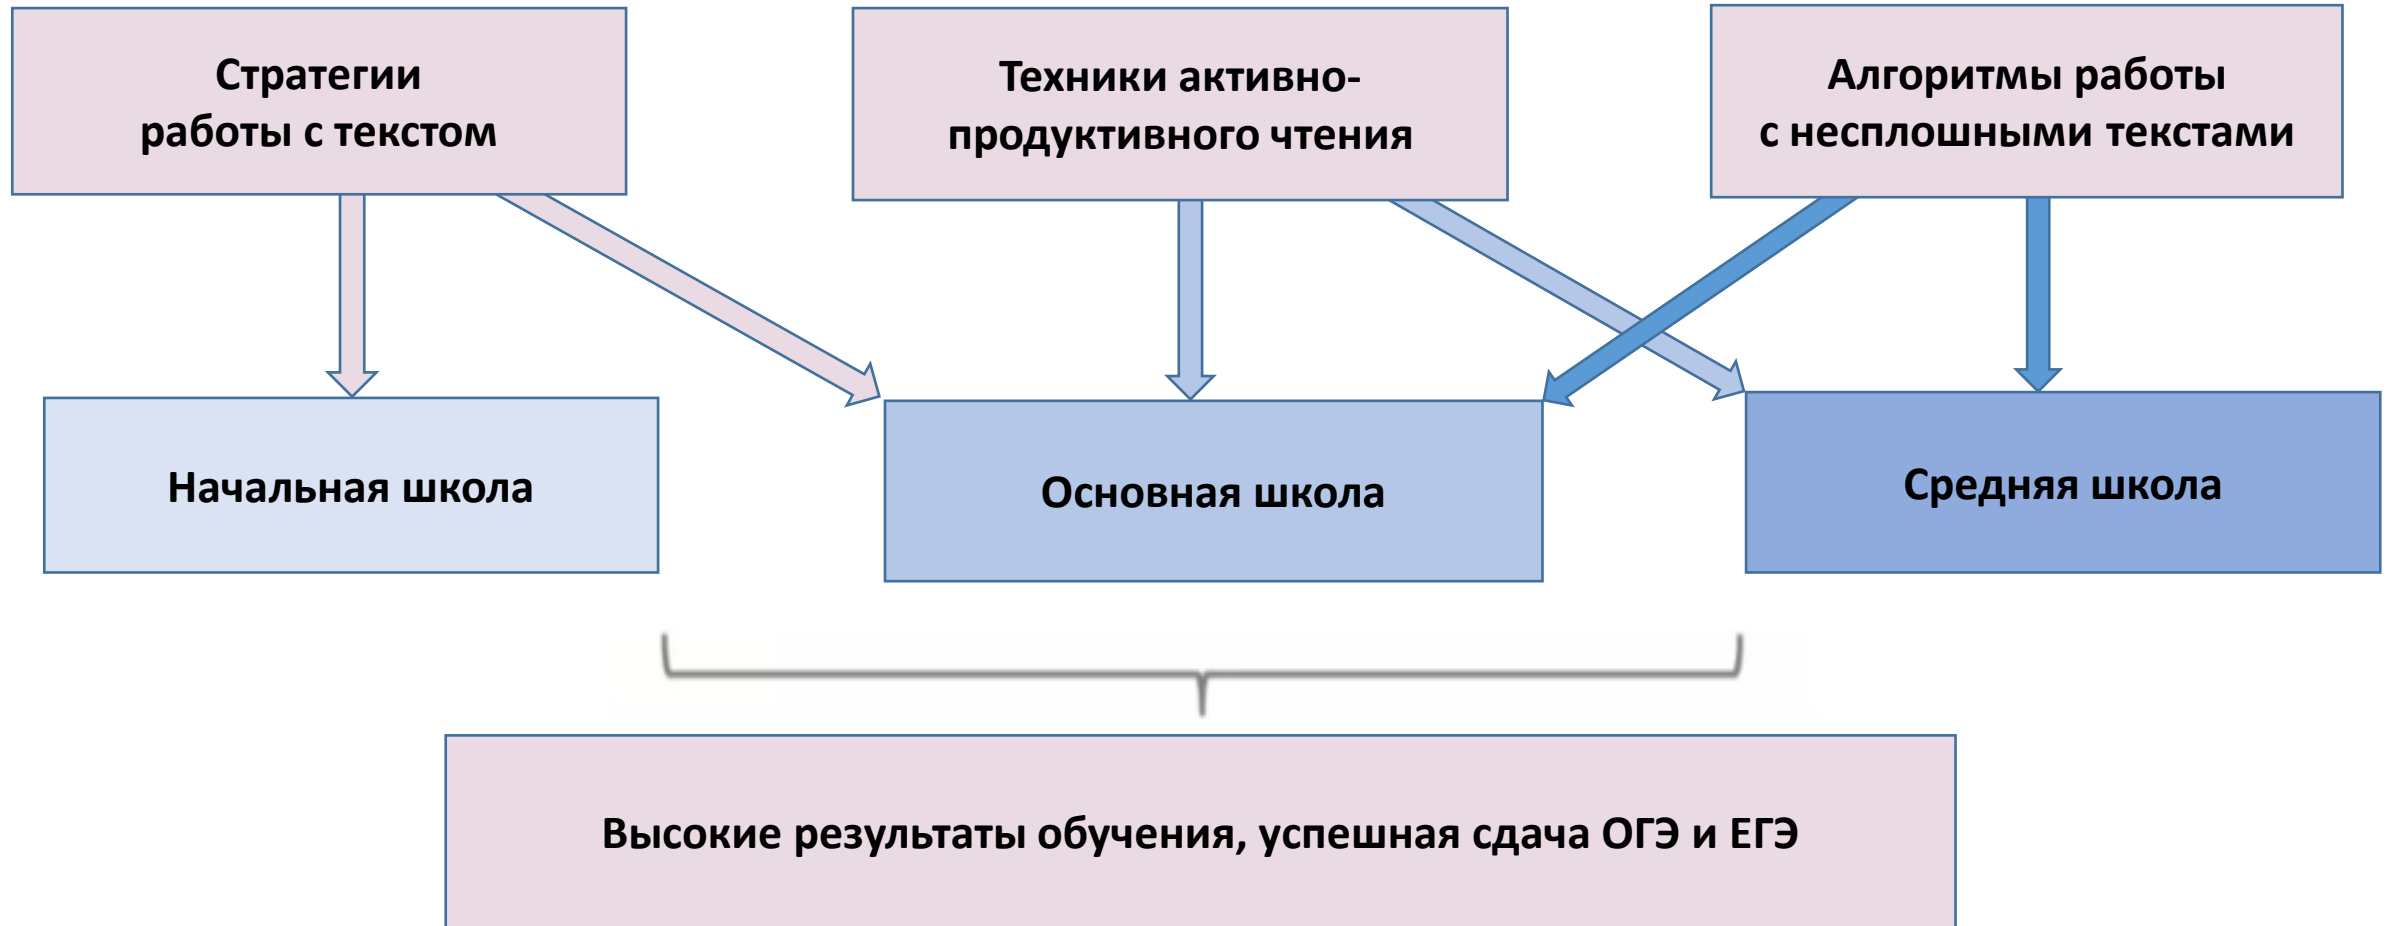 Стратегии
работы с текстом
Техники активно-
продуктивного чтения
Алгоритмы работы
с несплошными текстами
Начальная школа
Основная школа
Средняя школа
Высокие результаты обучения, успешная сдача ОГЭ и ЕГЭ